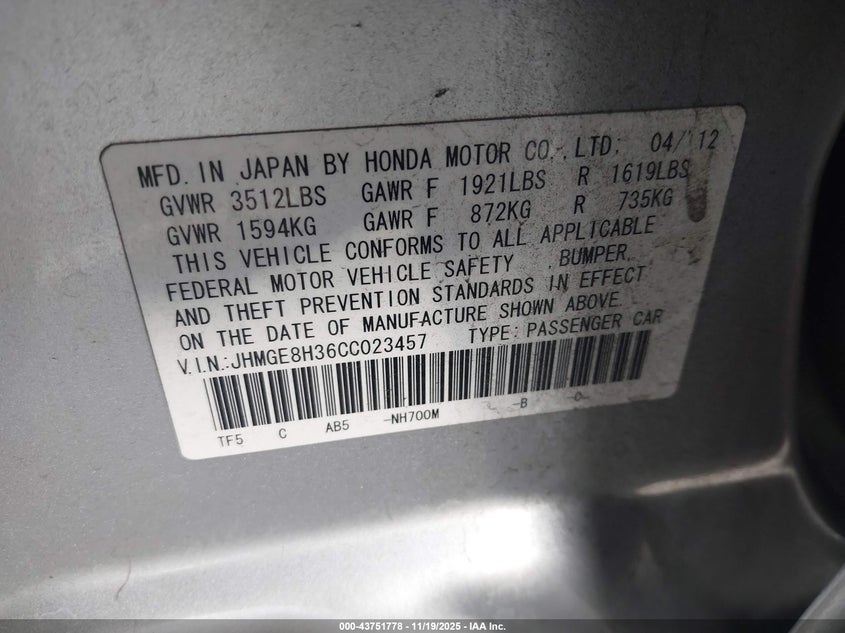 MFD. IN JAPAN BY HONDA MOTOR CO., LTD. 04/'12
GVWR 3512LBS GAWR F 1921LBS R 1619LBS
GVWR 1594KG GAWR F 872KG R 735KG
THIS VEHICLE CONFORMS TO ALL APPLICABLE
FEDERAL MOTOR VEHICLE SAFETY, BUMPER,
AND THEFT PREVENTION STANDARDS IN EFFECT
ON THE DATE OF MANUFACTURE SHOWN ABOVE.
V.I.N.:JHMGE8H36CC023457 TYPE: PASSENGER CAR
TF5 C AB5 -NH700M - -B -0-
000-43751778 - 11/19/2025 - IAA Inc.